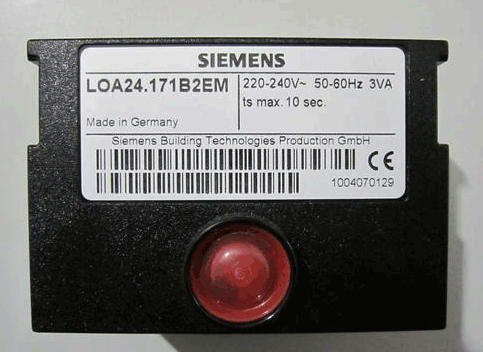 SIEMENS
LOA24.171B2EM
220-240V~ 50-60Hz 3VA
ts max. 10 sec.
Made in Germany
Siemens Building Technologies Production GmbH
CE
1004070129